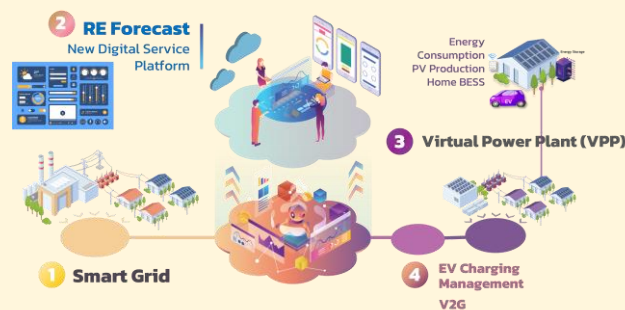 2 RE Forecast
New Digital Service
Platform
Energy
Consumption
PV Production
Home BESS
Energy Storage
EV
3 Virtual Power Plant (VPP)
1 Smart Grid
4 EV Charging
Management
V2G